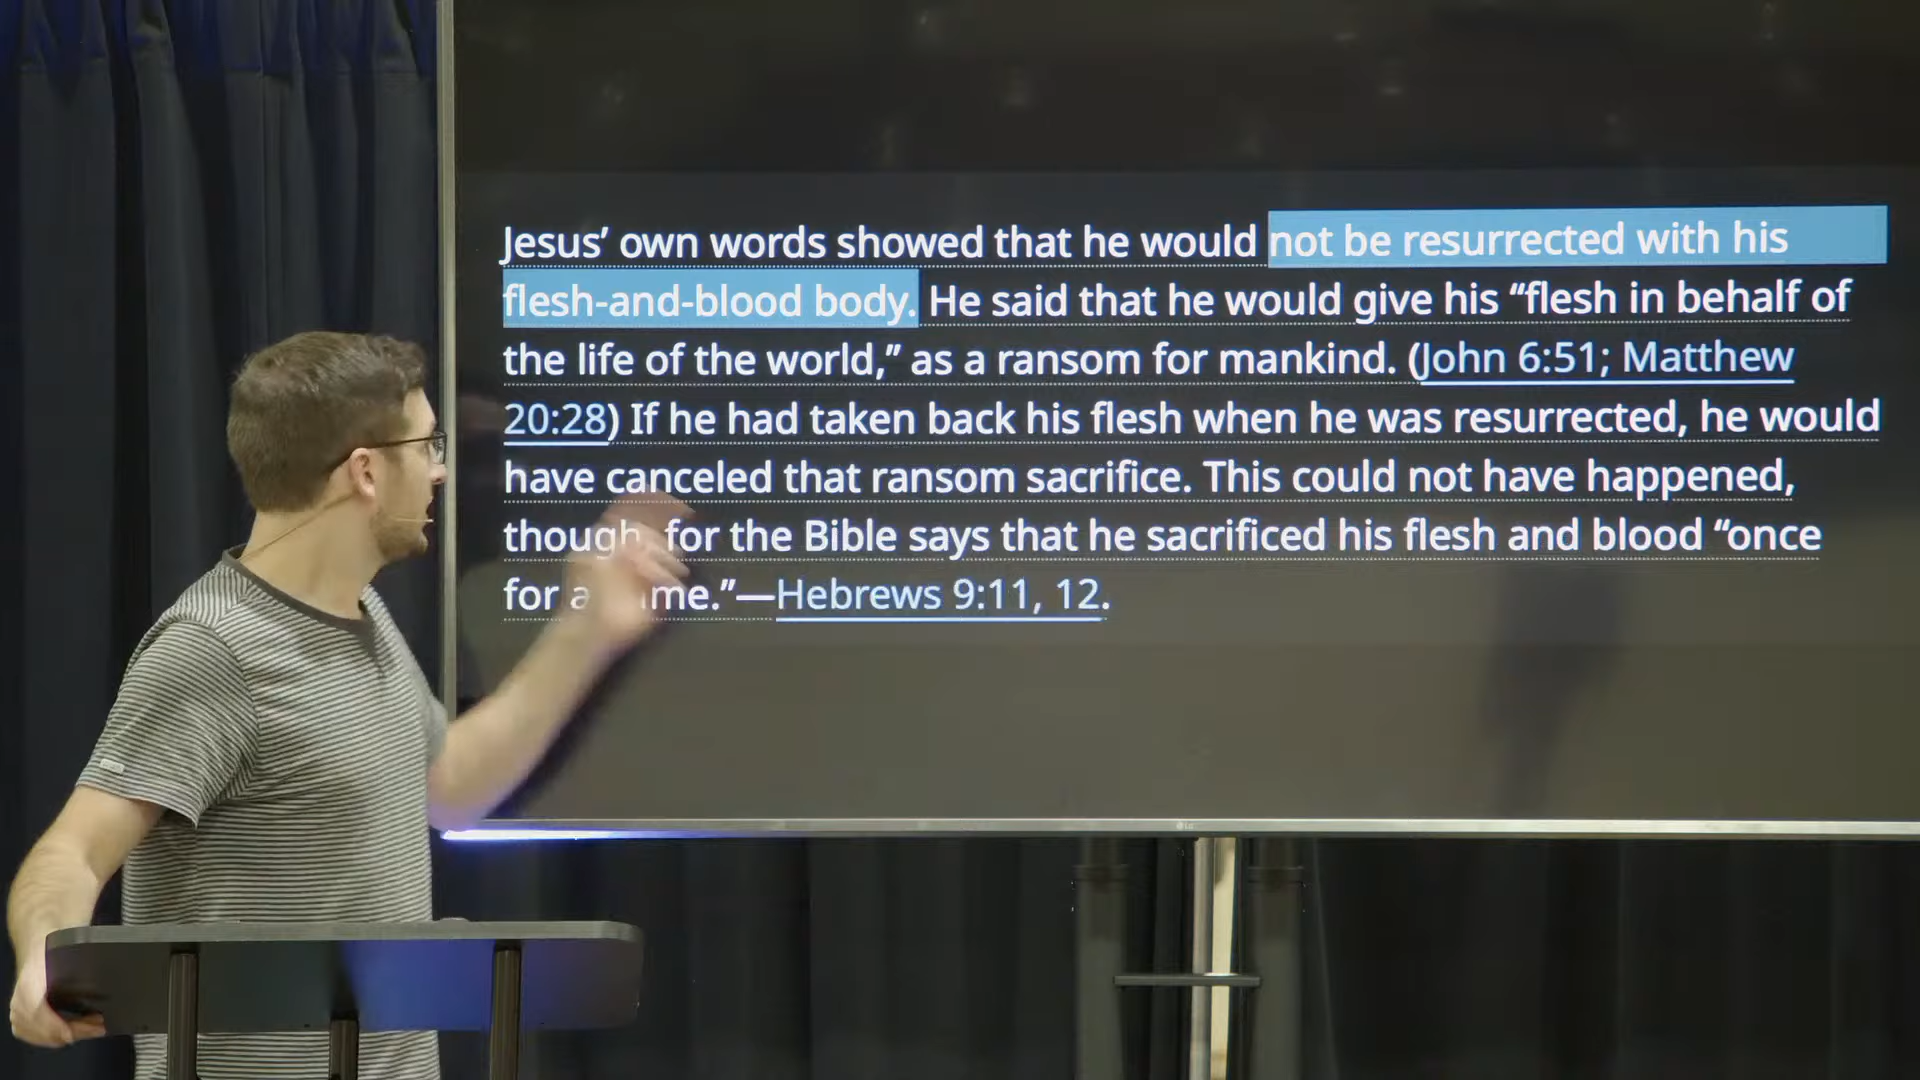 Jesus’ own words showed that he would not be resurrected with his
flesh-and-blood body. He said that he would give his “flesh in behalf of
the life of the world,” as a ransom for mankind. (John 6:51; Matthew
20:28) If he had taken back his flesh when he was resurrected, he would
have canceled that ransom sacrifice. This could not have happened,
though, for the Bible says that he sacrificed his flesh and blood “once
for me.”—Hebrews 9:11, 12.
LG